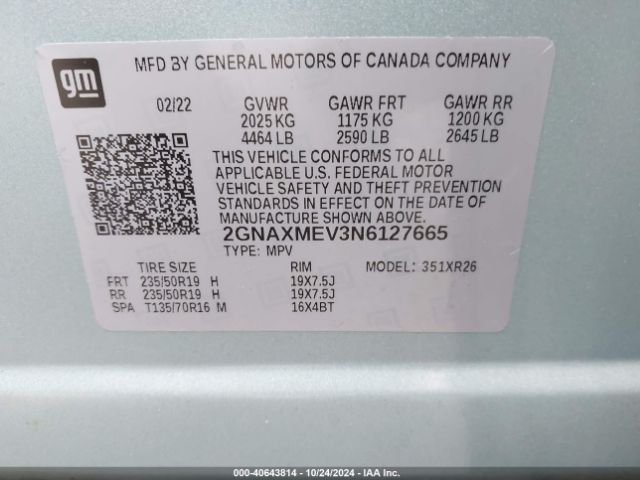 gm
MFD BY GENERAL MOTORS OF CANADA COMPANY
02/22 GVWR GAWR FRT GAWR RR
2025 KG 1175 KG 1200 KG
4464 LB 2590 LB 2645 LB
THIS VEHICLE CONFORMS TO ALL
APPLICABLE U.S. FEDERAL MOTOR
VEHICLE SAFETY AND THEFT PREVENTION
STANDARDS IN EFFECT ON THE DATE OF
MANUFACTURE SHOWN ABOVE.
2GNAXMEV3N6127665
TYPE: MPV
TIRE SIZE RIM MODEL: 351XR26
FRT 235/50R19 H 19X7.5J
RR 235/50R19 H 19X7.5J
SPA T135/70R16 M 16X4BT
000-40643814 - 10/24/2024 - IAAI.COM